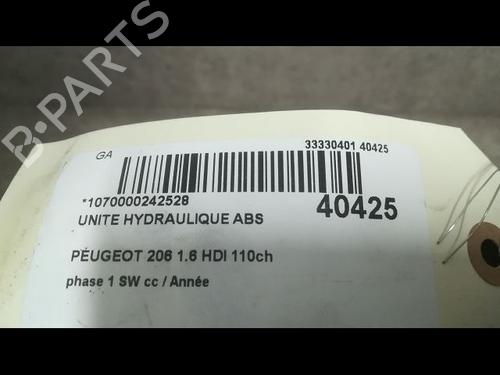 B-PARTS
GA 33330401 40425
*1070000242528
UNITE HYDRAULIQUE ABS 40425
PEUGEOT 206 1.6 HDI 110ch
phase 1 SW cc / Année